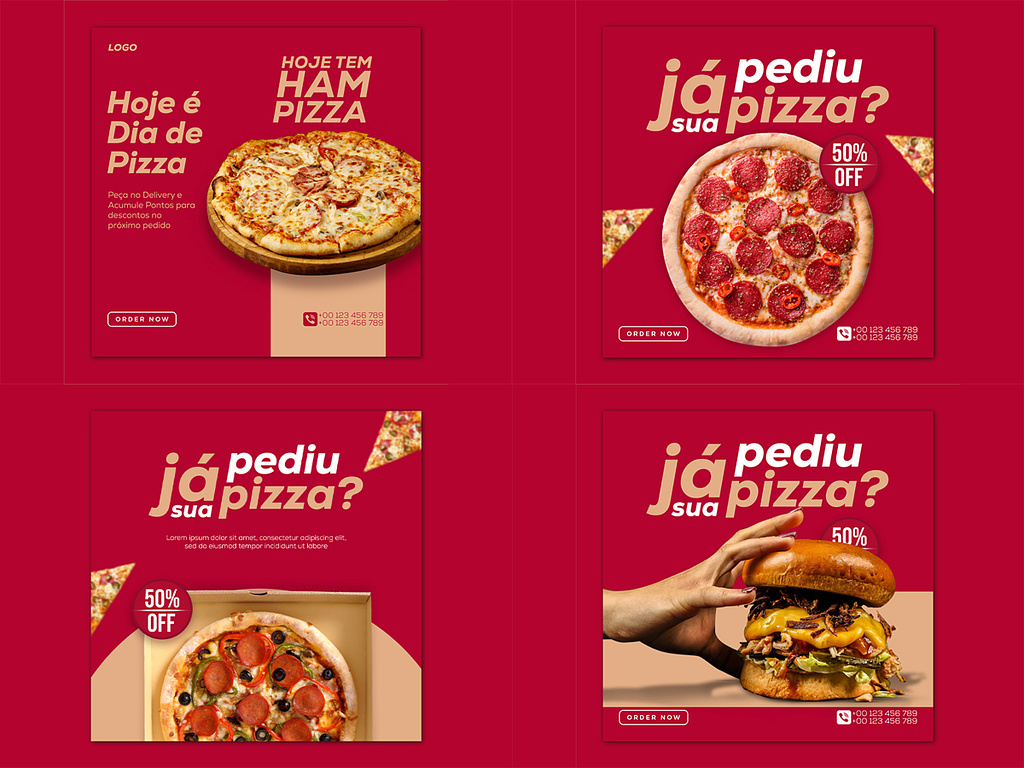 LOGO
HOJE TEM
HAM
PIZZA
Hoje é
Dia de
Pizza
Peça no Delivery e
Acumule Pontos para
descontos no
próximo pedido
ORDER NOW
+00 123 456 789
+00 123 456 789
já pediu
sua pizza?
50%
OFF
ORDER NOW
+00 123 456 789
+00 123 456 789
já pediu
sua pizza?
Lorem ipsum dolor sit amet, consectetur adipiscing elit,
sed do eiusmod tempor incididunt ut labore
50%
OFF
já pediu
sua pizza?
50%
ORDER NOW
+00 123 456 789
+00 123 456 789